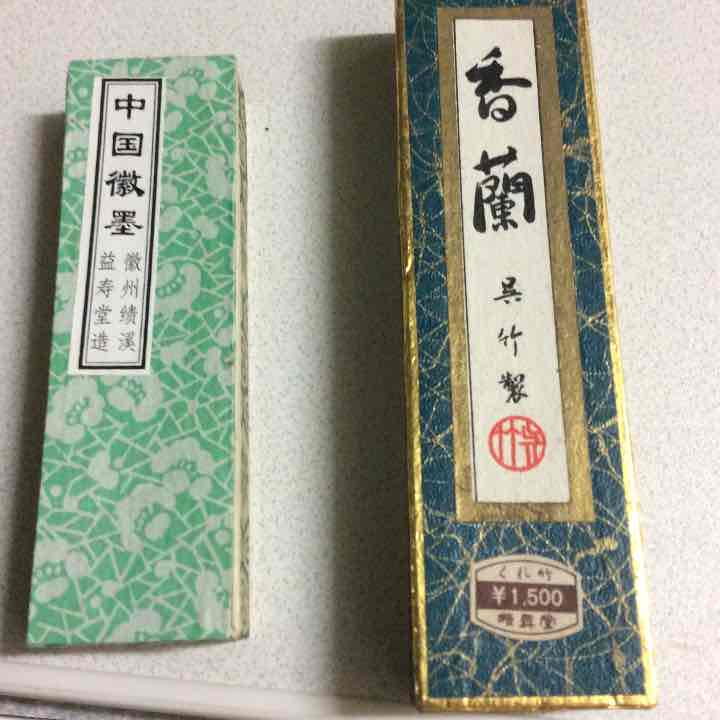 中国徽墨
徽州绩溪
益寿堂造
香蘭
呉竹製
くれ竹
¥1,500